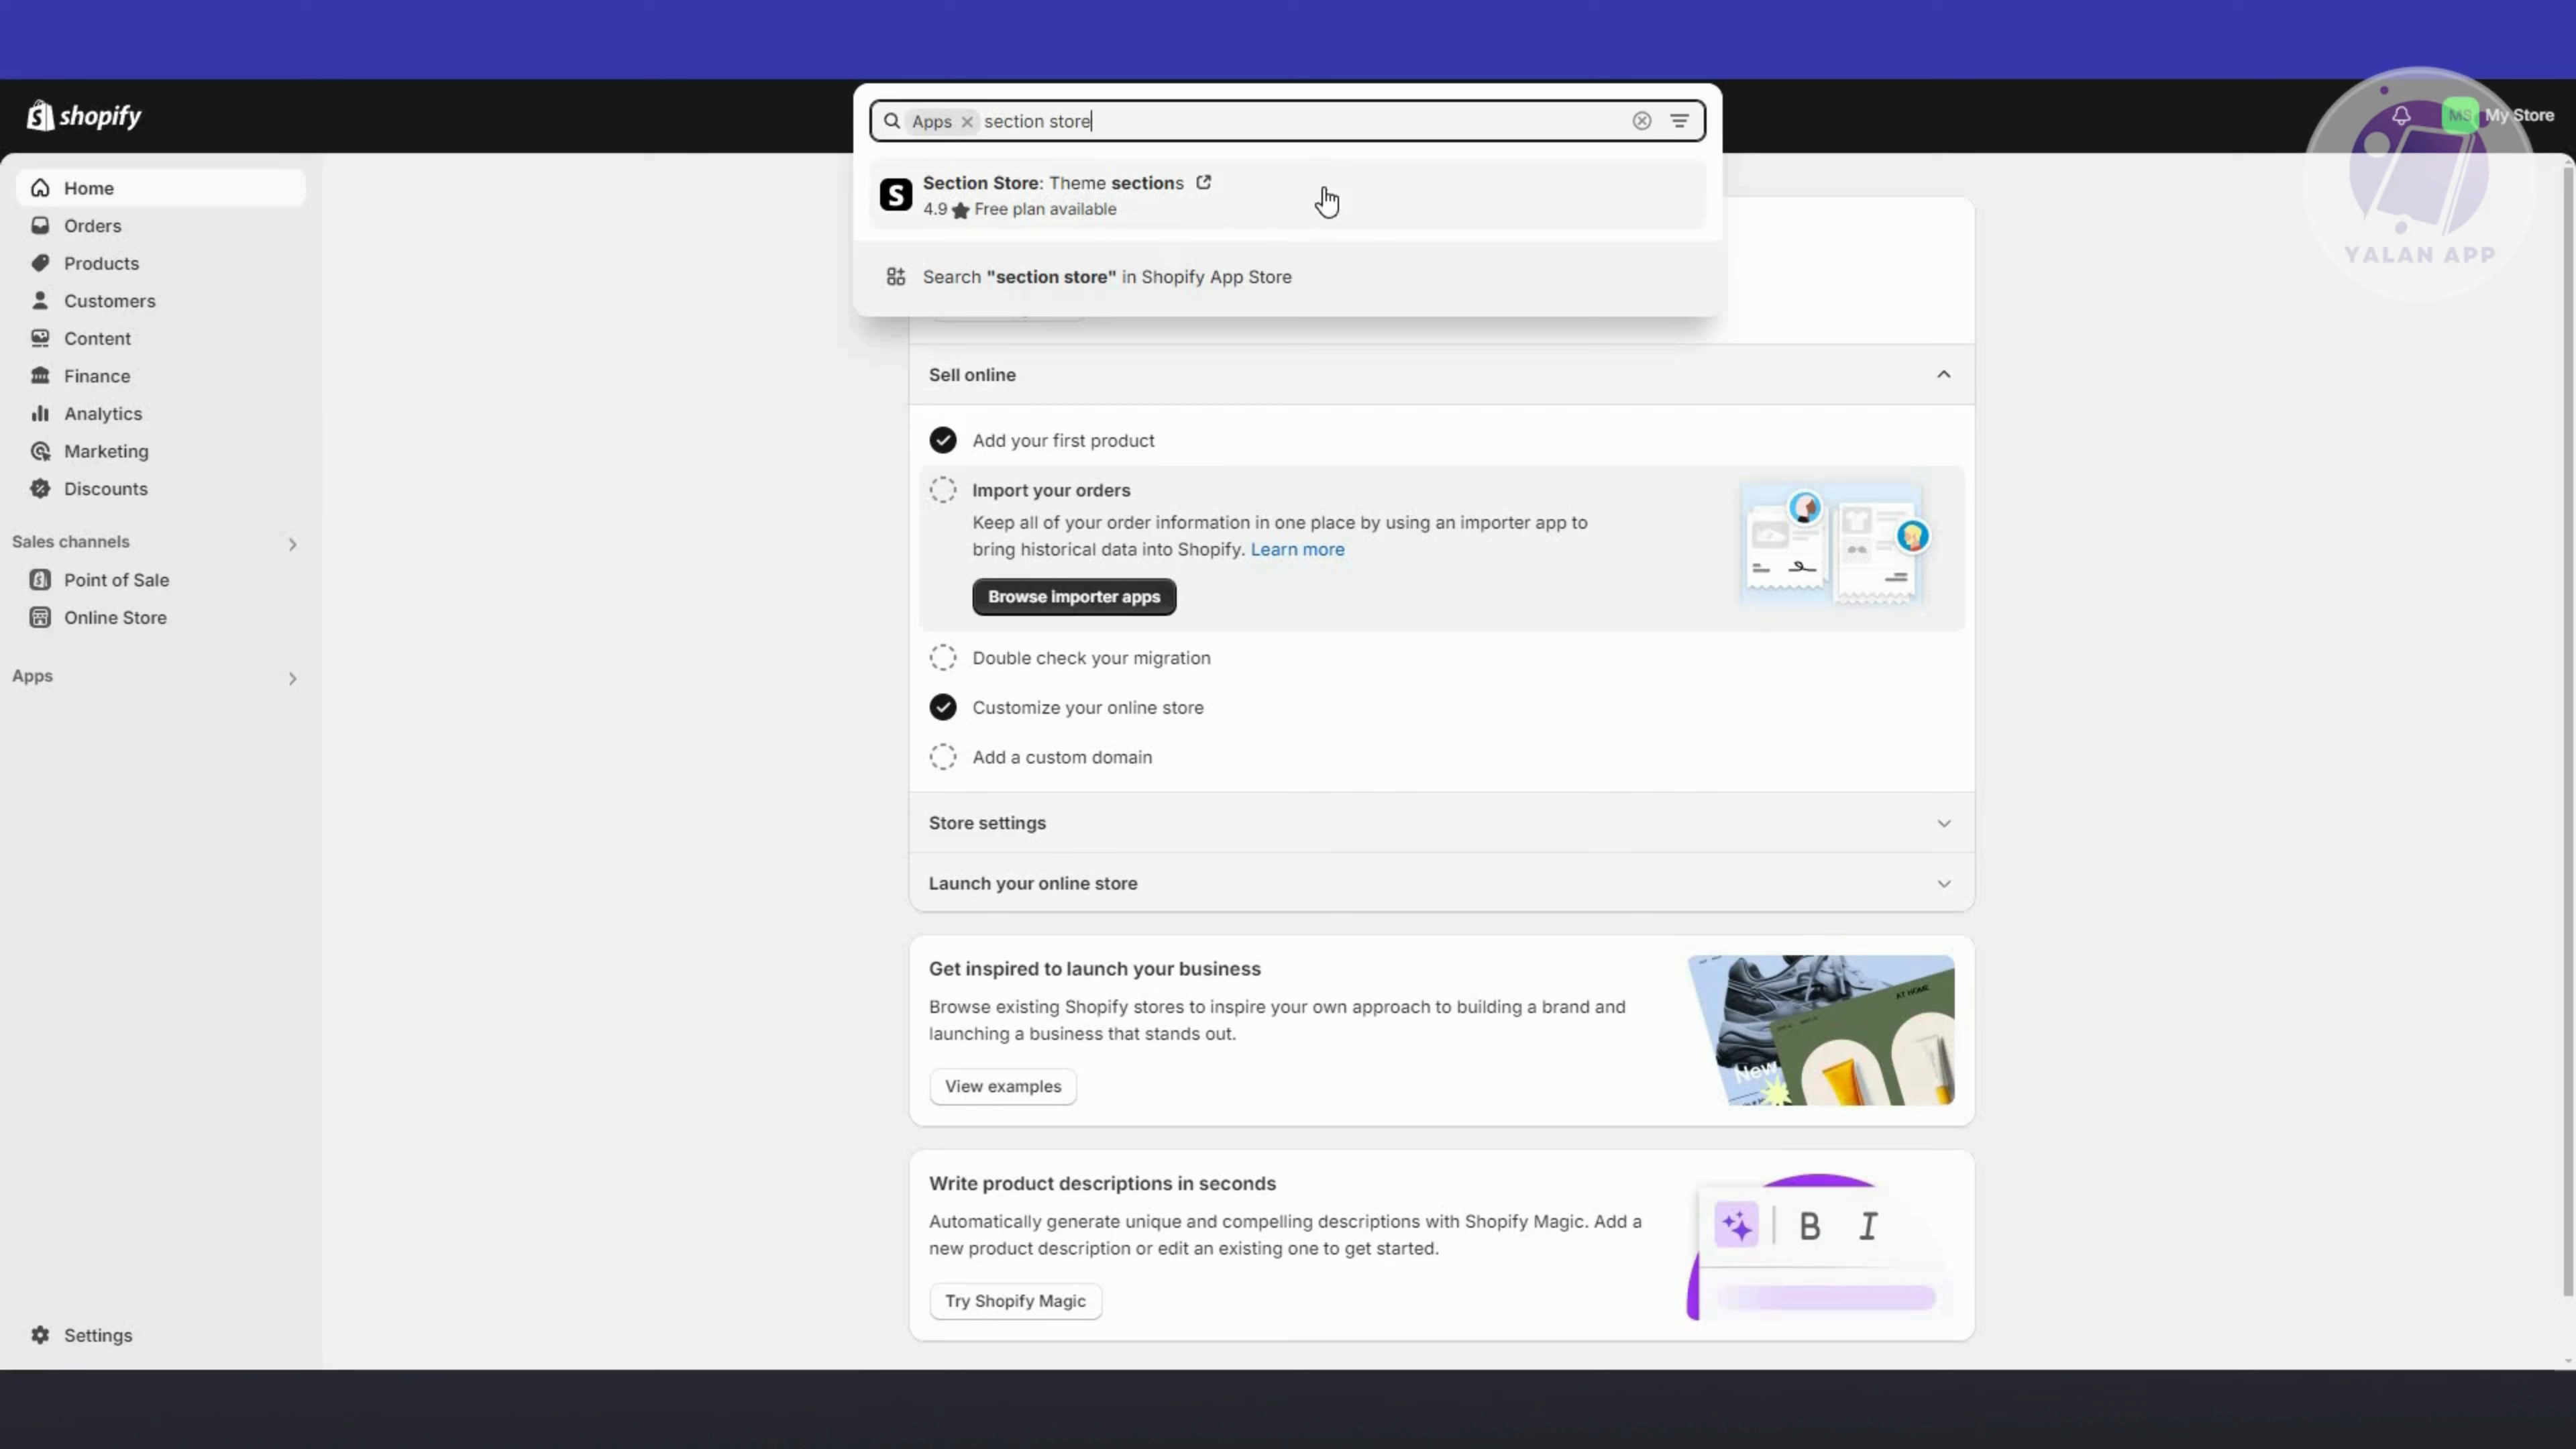 shopify
Apps section store
MS My Store
YALAN APP
Section Store: Theme sections
4.9 Free plan available
Search "section store" in Shopify App Store
Home
Orders
Products
Customers
Content
Finance
Analytics
Marketing
Discounts
Sales channels
Point of Sale
Online Store
Apps
Settings
Sell online
Add your first product
Import your orders
Keep all of your order information in one place by using an importer app to
bring historical data into Shopify. Learn more
Browse importer apps
Double check your migration
Customize your online store
Add a custom domain
Store settings
Launch your online store
Get inspired to launch your business
Browse existing Shopify stores to inspire your own approach to building a brand and
launching a business that stands out.
View examples
AT HOME
New
Write product descriptions in seconds
Automatically generate unique and compelling descriptions with Shopify Magic. Add a
new product description or edit an existing one to get started.
Try Shopify Magic
B I